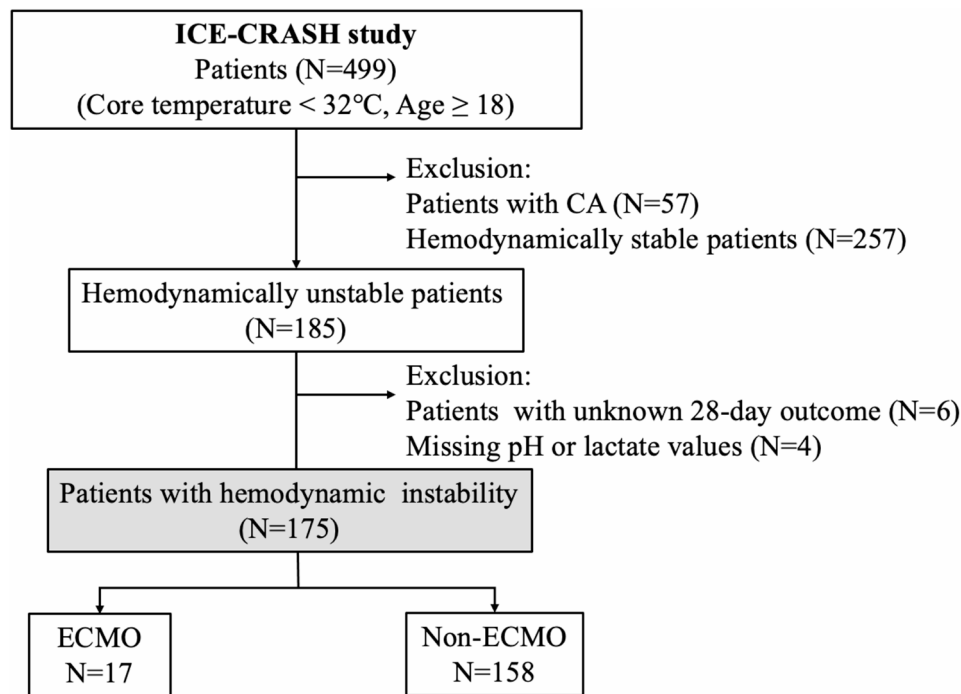 ICE-CRASH study
Patients (N=499)
(Core temperature < 32℃, Age ≥ 18)
Exclusion:
Patients with CA (N=57)
Hemodynamically stable patients (N=257)
Hemodynamically unstable patients
(N=185)
Exclusion:
Patients with unknown 28-day outcome (N=6)
Missing pH or lactate values (N=4)
Patients with hemodynamic instability
(N=175)
ECMO
N=17
Non-ECMO
N=158